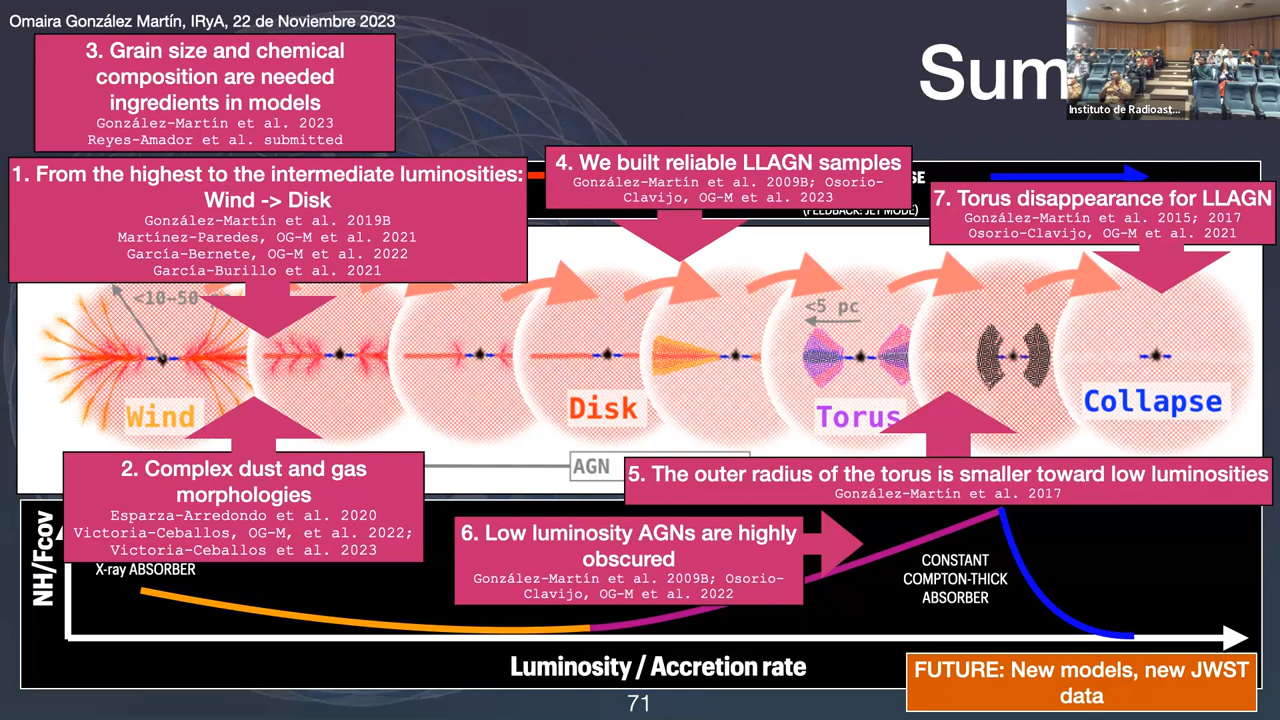 Omaira González Martín, IRyA, 22 de Noviembre 2023
3. Grain size and chemical
composition are needed
ingredients in models
González-Martín et al. 2023
Reyes-Amador et al. submitted
Sum
Instituto de Radioast...
1. From the highest to the intermediate luminosities:
Wind -> Disk
González-Martín et al. 2019B
Martínez-Paredes, OG-M et al. 2021
García-Bernete, OG-M et al. 2022
García-Burillo et al. 2021
4. We built reliable LLAGN samples
González-Martín et al. 2009B; Osorio-
Clavijo, OG-M et al. 2023
(FEEDBACK: JET MODE)
7. Torus disappearance for LLAGN
González-Martín et al. 2015; 2017
Osorio-Clavijo, OG-M et al. 2021
<10-50
<5 pc
Wind
Disk
Torus
Collapse
AGN
2. Complex dust and gas
morphologies
Esparza-Arredondo et al. 2020
Victoria-Ceballos, OG-M, et al. 2022;
Victoria-Ceballos et al. 2023
5. The outer radius of the torus is smaller toward low luminosities
González-Martín et al. 2017
6. Low luminosity AGNs are highly
obscured
González-Martín et al. 2009B; Osorio-
Clavijo, OG-M et al. 2022
NH/Fcov
X-ray ABSORBER
CONSTANT
COMPTON-THICK
ABSORBER
Luminosity / Accretion rate
FUTURE: New models, new JWST
data
71